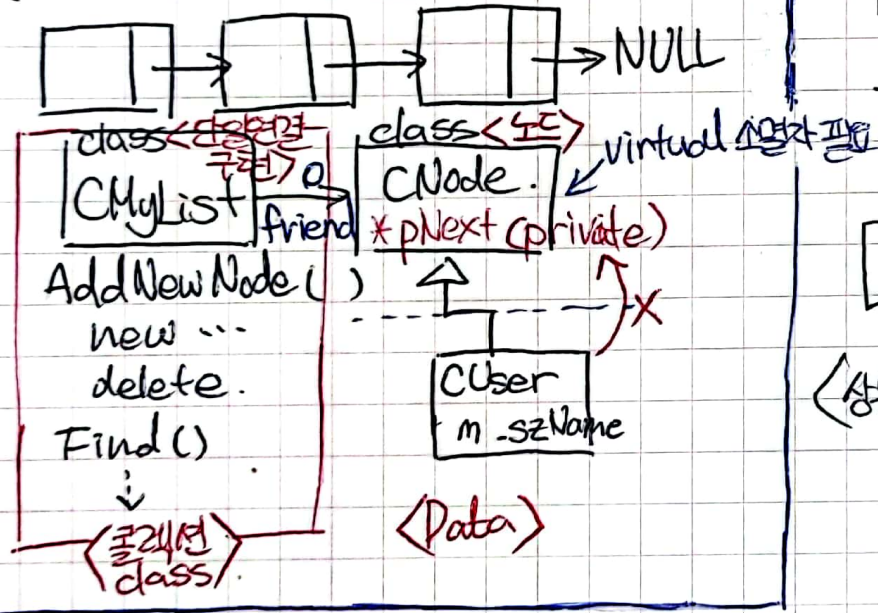 NULL
class <단일연결
구현>
CMyList
friend
class <노드>
CNode.
*pNext (private)
virtual 소멸자 필요
AddNewNode( )
new ...
delete.
Find()
X
CUser
m_szName
<Data>
<콜렉션
class>